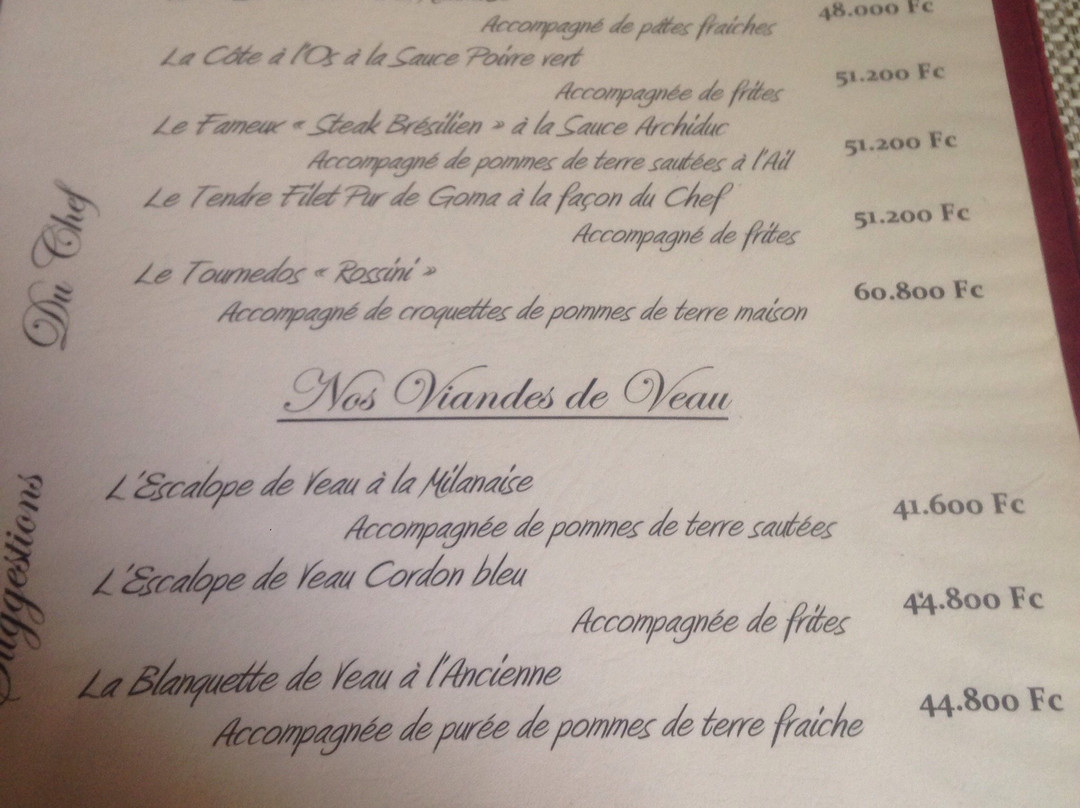 Accompagné de pâtes fraiches
48.000 Fc
La Côte à l'Os à la Sauce Poivre vert
Accompagnée de frites
51.200 Fc
Le Fameux « Steak Brésilien » à la Sauce Archiduc
Accompagné de pommes de terre sautées à l'Ail
51.200 Fc
Le Tendre Filet Pur de Goma à la façon du Chef
Accompagné de frites
51.200 Fc
Le Tournedos « Rossini »
Accompagné de croquettes de pommes de terre maison
60.800 Fc
Du Chef
Nos Viandes de Veau
L'Escalope de Veau à la Milanaise
Accompagnée de pommes de terre sautées
41.600 Fc
L'Escalope de Veau Cordon bleu
Accompagnée de frites
44.800 Fc
La Blanquette de Veau à l'Ancienne
Accompagnée de purée de pommes de terre fraiche
44.800 Fc
Suggestions